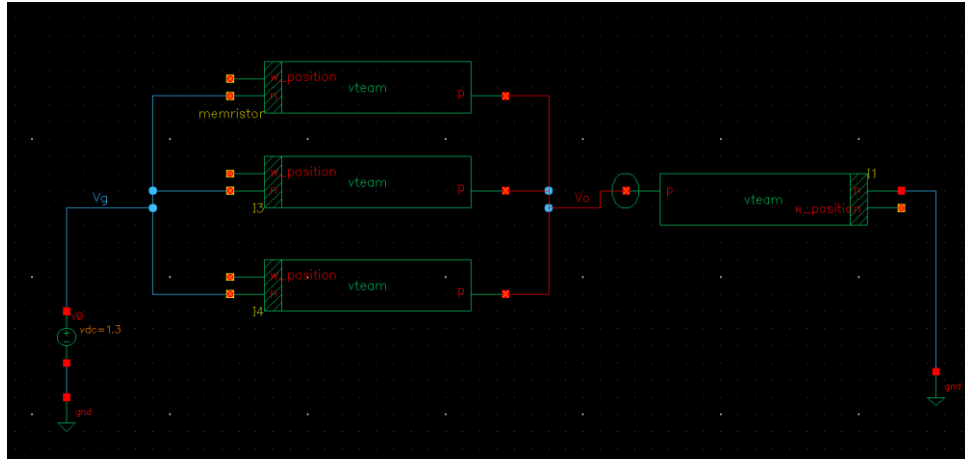 w_position
vteam
n
p
memristor
w_position
vteam
n
p
I3
w_position
vteam
n
p
I4
Vg
V0
vdc=1.3
gnd
Vo
p
vteam
n
I1
w_position
gnd